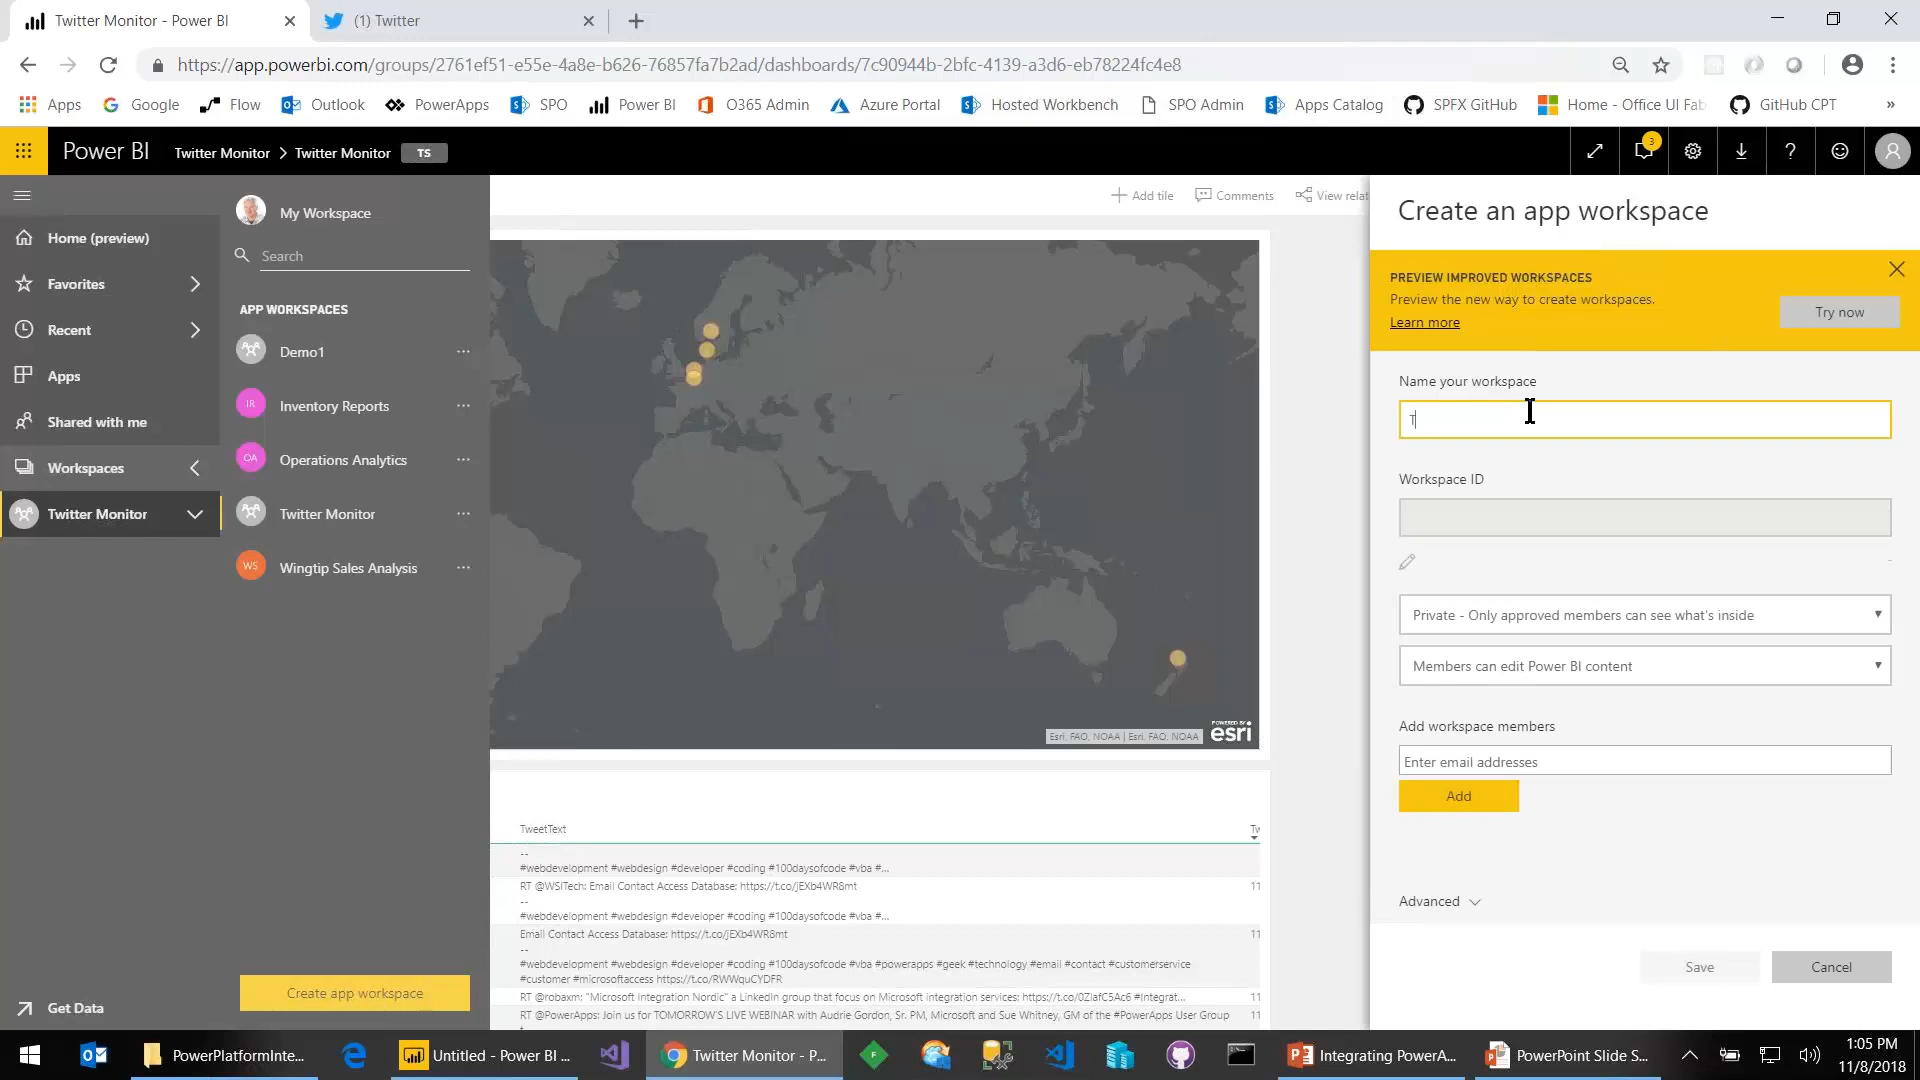 Twitter Monitor - Power BI
(1) Twitter
https://app.powerbi.com/groups/2761ef51-e55e-4a8e-b626-76857fa7b2ad/dashboards/7c90944b-2bfc-4139-a3d6-eb78224fc4e8
Apps Google Flow Outlook PowerApps SPO Power BI O365 Admin Azure Portal Hosted Workbench SPO Admin Apps Catalog SPFX GitHub Home - Office UI Fab GitHub CPT »
Power BI Twitter Monitor > Twitter Monitor TS 3
Add tile Comments View relat
Create an app workspace
My Workspace
Search
Home (preview)
Favorites
Recent
Apps
Shared with me
Workspaces
Twitter Monitor
Get Data
APP WORKSPACES
Demo1
IR Inventory Reports
OA Operations Analytics
Twitter Monitor
WS Wingtip Sales Analysis
Create app workspace
POWERED BY
esri
Esri, FAO, NOAA | Esri, FAO, NOAA
TweetText Tw
--
#webdevelopment #webdesign #developer #coding #100daysofcode #vba #...
RT @WSITech: Email Contact Access Database: https://t.co/jEXb4WR8mt 11
--
#webdevelopment #webdesign #developer #coding #100daysofcode #vba #...
Email Contact Access Database: https://t.co/jEXb4WR8mt 11
--
#webdevelopment #webdesign #developer #coding #100daysofcode #vba #powerapps #geek #technology #email #contact #customerservice
#customer #microsoftaccess https://t.co/RWWquCYDFR
RT @robaxm: "Microsoft Integration Nordic" a LinkedIn group that focus on Microsoft integration services: https://t.co/0ZlafC5Ac6 #Integrat... 11
RT @PowerApps: Join us for TOMORROW'S LIVE WEBINAR with Audrie Gordon, Sr. PM, Microsoft and Sue Whitney, GM of the #PowerApps User Group 11
PREVIEW IMPROVED WORKSPACES
Preview the new way to create workspaces.
Learn more
Try now
Name your workspace
T
Workspace ID
Private - Only approved members can see what's inside
Members can edit Power BI content
Add workspace members
Enter email addresses
Add
Advanced
Save Cancel
PowerPlatformInte...
Untitled - Power BI ...
Twitter Monitor - P...
Integrating PowerA...
PowerPoint Slide S...
1:05 PM
11/8/2018